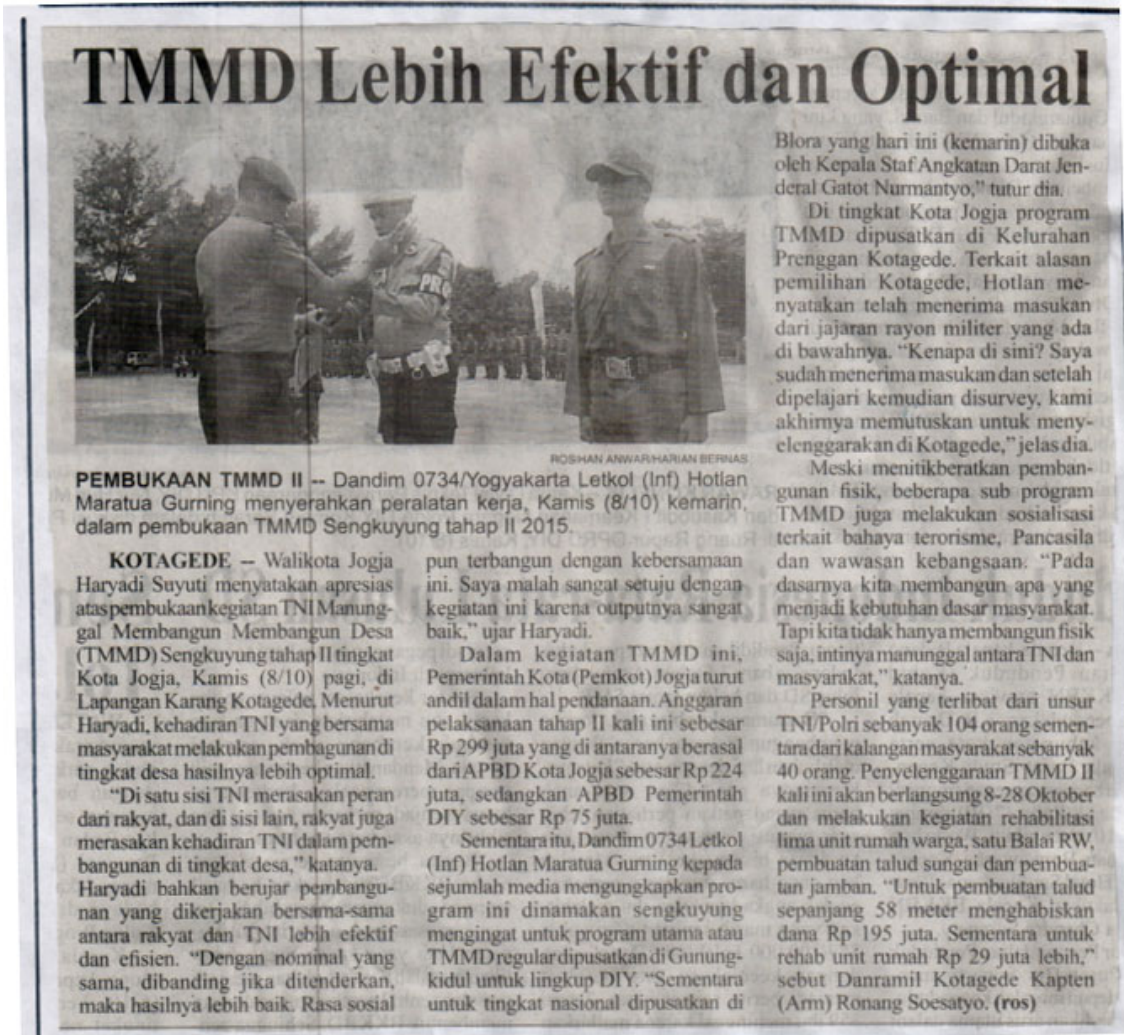 TMMD Lebih Efektif dan Optimal
PRO
ROSIHAN ANWAR/HARIAN BERNAS
PEMBUKAAN TMMD II -- Dandim 0734/Yogyakarta Letkol (Inf) Hotlan
Maratua Gurning menyerahkan peralatan kerja, Kamis (8/10) kemarin,
dalam pembukaan TMMD Sengkuyung tahap II 2015.
KOTAGEDE -- Walikota Jogja
Haryadi Suyuti menyatakan apresias
atas pembukaan kegiatan TNI Manung-
gal Membangun Membangun Desa
(TMMD) Sengkuyung tahap II tingkat
Kota Jogja, Kamis (8/10) pagi, di
Lapangan Karang Kotagede. Menurut
Haryadi, kehadiran TNI yang bersama
masyarakat melakukan pembagunan di
tingkat desa hasilnya lebih optimal.
"Di satu sisi TNI merasakan peran
dari rakyat, dan di sisi lain, rakyat juga
merasakan kehadiran TNI dalam pem-
bangunan di tingkat desa," katanya.
Haryadi bahkan berujar pembangu-
nan yang dikerjakan bersama-sama
antara rakyat dan TNI lebih efektif
dan efisien. "Dengan nominal yang
sama, dibanding jika ditenderkan,
maka hasilnya lebih baik. Rasa sosial
pun terbangun dengan kebersamaan
ini. Saya malah sangat setuju dengan
kegiatan ini karena outputnya sangat
baik," ujar Haryadi.
Dalam kegiatan TMMD ini,
Pemerintah Kota (Pemkot) Jogja turut
andil dalam hal pendanaan. Anggaran
pelaksanaan tahap II kali ini sebesar
Rp 299 juta yang di antaranya berasal
dari APBD Kota Jogja sebesar Rp 224
juta, sedangkan APBD Pemerintah
DIY sebesar Rp 75 juta.
Sementara itu, Dandim 0734 Letkol
(Inf) Hotlan Maratua Gurning kepada
sejumlah media mengungkapkan pro-
gram ini dinamakan sengkuyung
mengingat untuk program utama atau
TMMD regular dipusatkan di Gunung-
kidul untuk lingkup DIY. "Sementara
untuk tingkat nasional dipusatkan di
Blora yang hari ini (kemarin) dibuka
oleh Kepala Staf Angkatan Darat Jen-
deral Gatot Nurmantyo," tutur dia.
Di tingkat Kota Jogja program
TMMD dipusatkan di Kelurahan
Prenggan Kotagede. Terkait alasan
pemilihan Kotagede, Hotlan me-
nyatakan telah menerima masukan
dari jajaran rayon militer yang ada
di bawahnya. "Kenapa di sini? Saya
sudah menerima masukan dan setelah
dipelajari kemudian disurvey, kami
akhirnya memutuskan untuk meny-
elenggarakan di Kotagede," jelas dia.
Meski menitikberatkan pemban-
gunan fisik, beberapa sub program
TMMD juga melakukan sosialisasi
terkait bahaya terorisme, Pancasila
dan wawasan kebangsaan. "Pada
dasarnya kita membangun apa yang
menjadi kebutuhan dasar masyarakat.
Tapi kita tidak hanya membangun fisik
saja, intinya manunggal antara TNI dan
masyarakat," katanya.
Personil yang terlibat dari unsur
TNI/Polri sebanyak 104 orang semen-
tara dari kalangan masyarakat sebanyak
40 orang. Penyelenggaraan TMMD II
kali ini akan berlangsung 8-28 Oktober
dan melakukan kegiatan rehabilitasi
lima unit rumah warga, satu Balai RW,
pembuatan talud sungai dan pembua-
tan jamban. "Untuk pembuatan talud
sepanjang 58 meter menghabiskan
dana Rp 195 juta. Sementara untuk
rehab unit rumah Rp 29 juta lebih,"
sebut Danramil Kotagede Kapten
(Arm) Ronang Soesatyo. (ros)